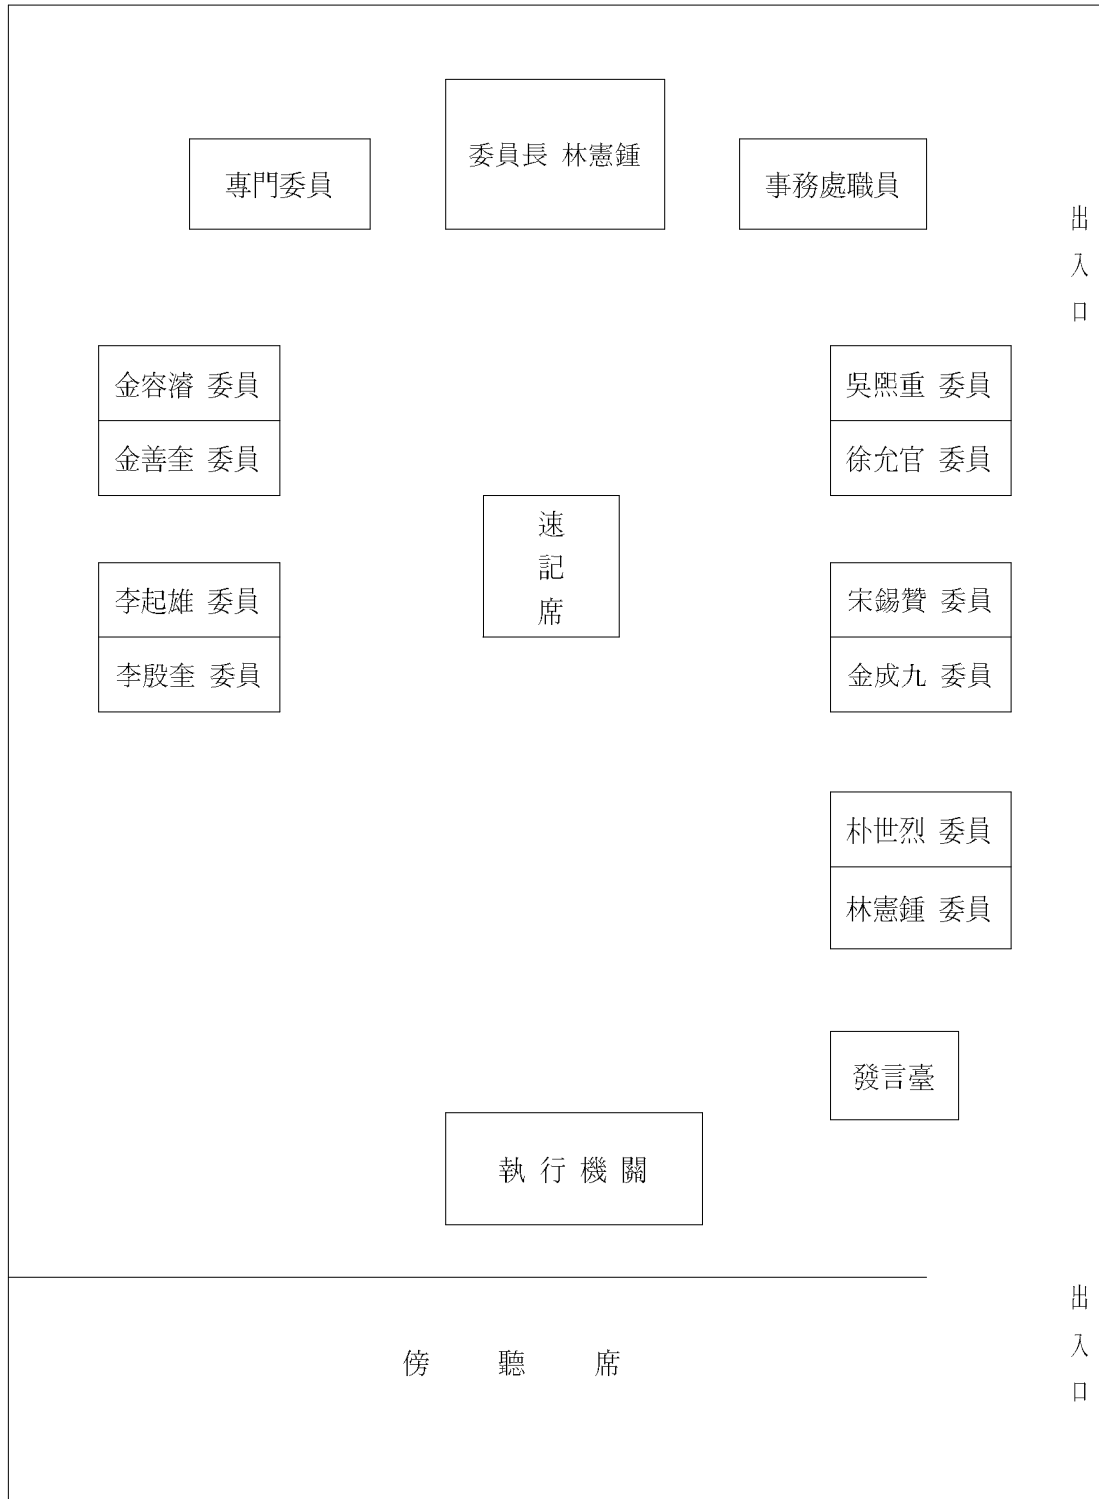 委員長 林憲鍾
專門委員
事務處職員
出
入
口
金容濬 委員
金善奎 委員
吳熙重 委員
徐允官 委員
速
記
席
李起雄 委員
李殷奎 委員
宋錫贊 委員
金成九 委員
朴世烈 委員
林憲鍾 委員
發言臺
執 行 機 關
傍 聽 席
出
入
口